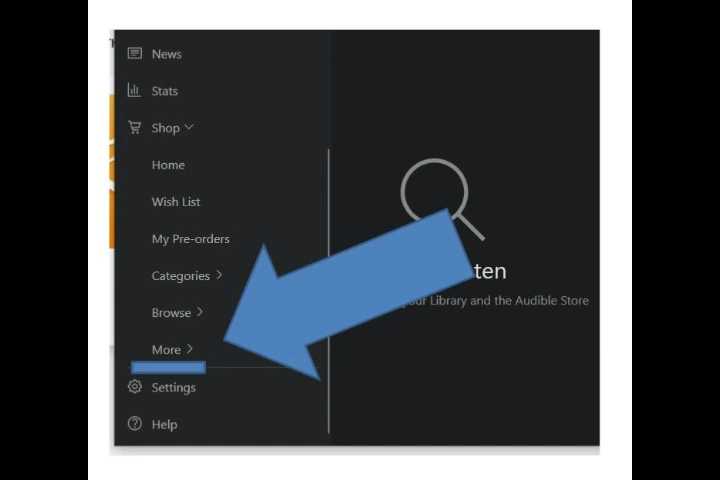 News
Stats
Shop
Home
Wish List
My Pre-orders
Categories
Browse
More
Settings
Help
ten
your Library and the Audible Store